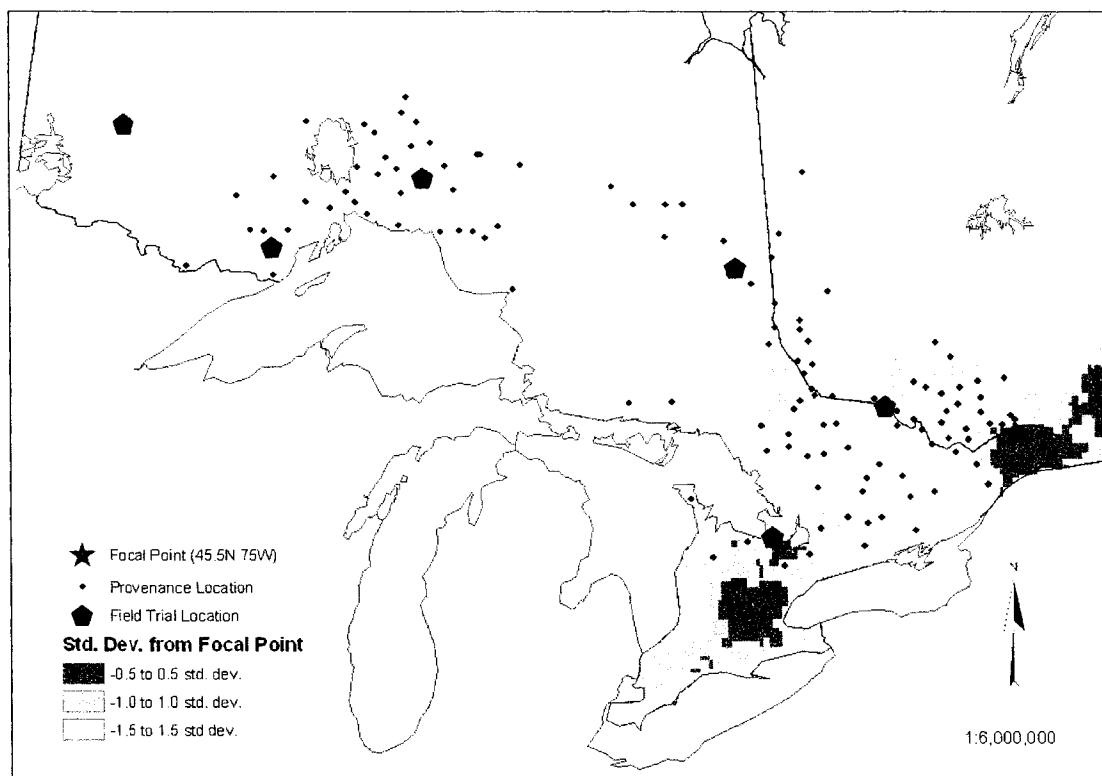 Focal Point (45.5N 75W)
Provenance Location
Field Trial Location
Std. Dev. from Focal Point
-0.5 to 0.5 std. dev.
-1.0 to 1.0 std. dev.
-1.5 to 1.5 std dev.
N
1:6,000,000